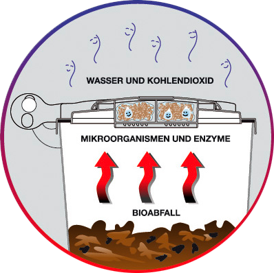 WASSER UND KOHLENDIOXID
MIKROORGANISMEN UND ENZYME
BIOABFALL